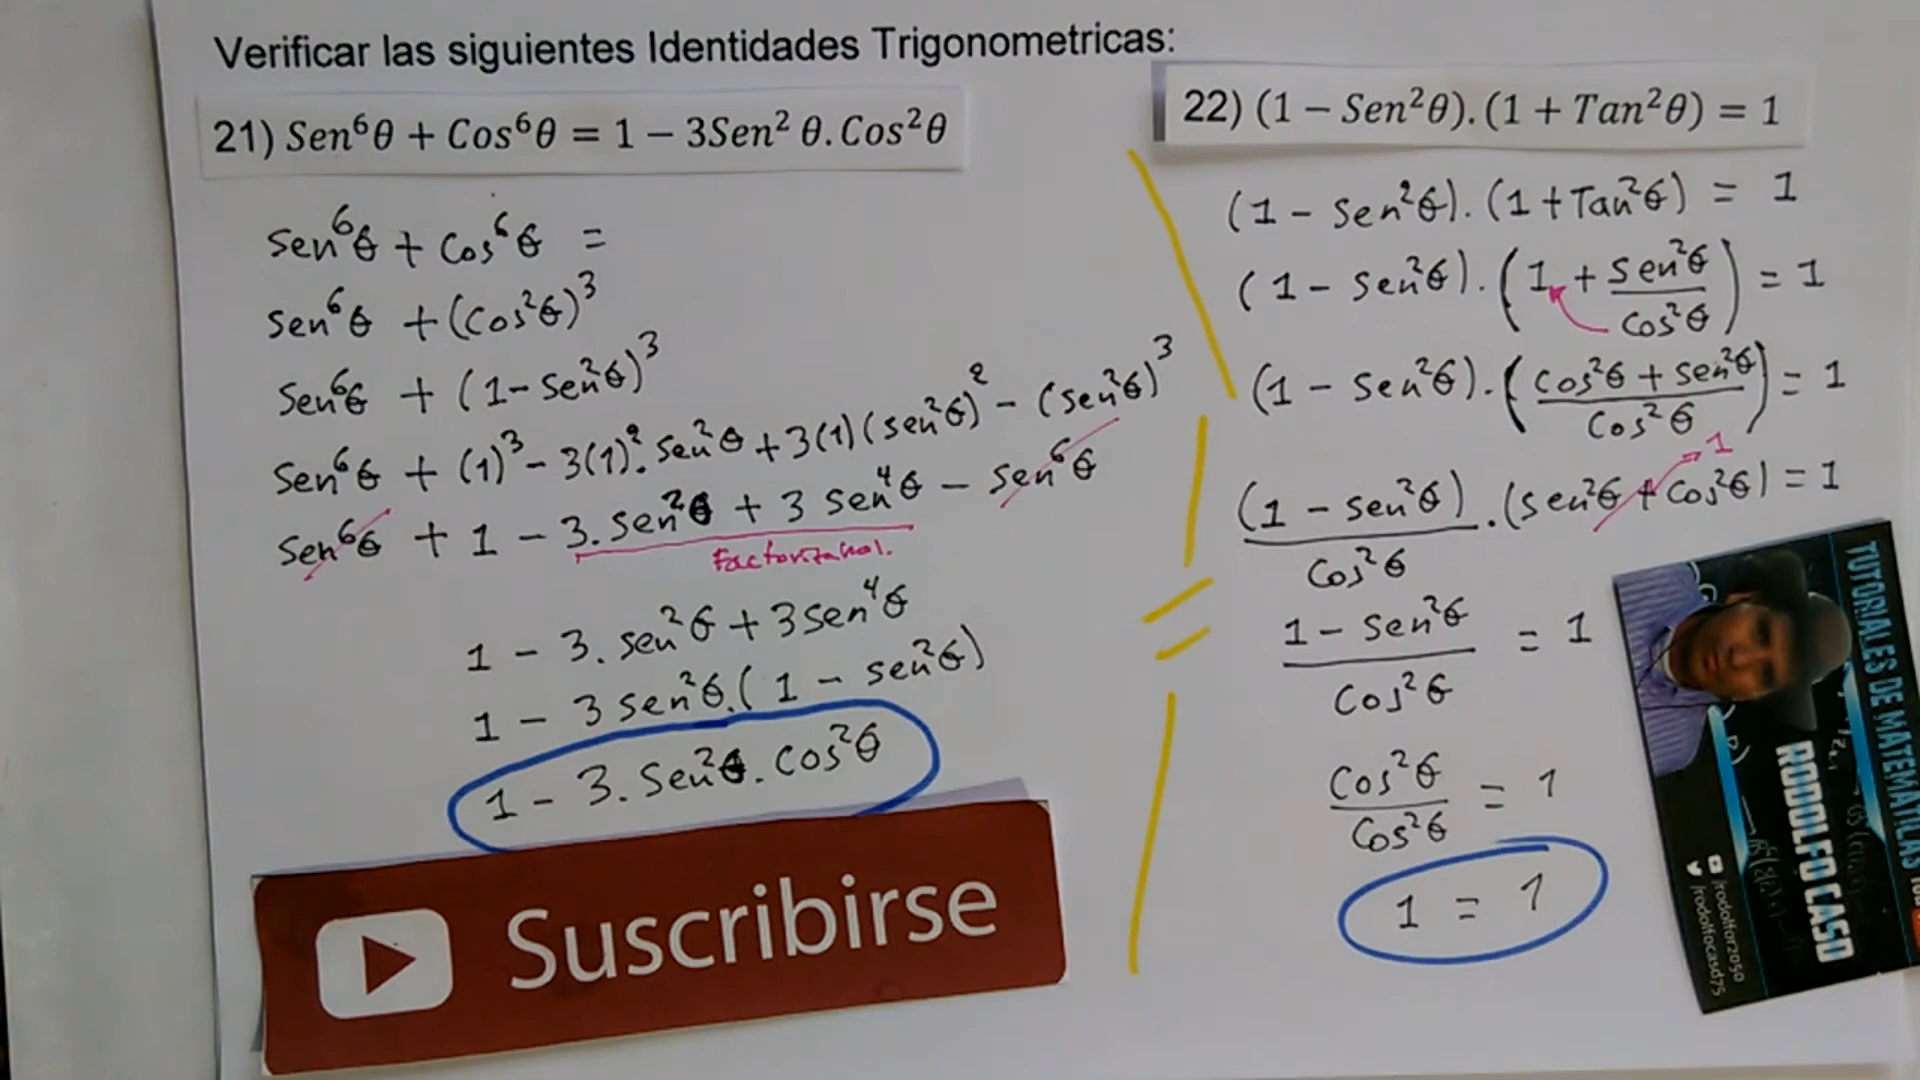 Verificar las siguientes Identidades Trigonometricas:
21) Sen⁶θ + Cos⁶θ = 1 − 3Sen² θ.Cos²θ
sen⁶θ + cos⁶θ =
sen⁶θ + (cos²θ)³
sen⁶θ + (1 − sen²θ)³
sen⁶θ + (1)³ − 3(1)². sen²θ + 3(1)(sen²θ)² − (sen²θ)³
sen⁶θ + 1 − 3. sen²θ + 3 sen⁴θ − sen⁶θ
1 − 3. sen²θ + 3sen⁴θ
1 − 3 sen²θ.(1 − sen²θ)
1 − 3. sen²θ. cos²θ
Suscribirse
22) (1 − Sen²θ).(1 + Tan²θ) = 1
(1 − sen²θ).(1 + Tan²θ) = 1
(1 − sen²θ).(1 + sen²θ/cos²θ) = 1
(1 − sen²θ).(cos²θ + sen²θ/cos²θ) = 1
1
(1 − sen²θ)/cos²θ .(sen²θ + cos²θ) = 1
1 − sen²θ/cos²θ = 1
cos²θ/cos²θ = 1
1 = 1
TUTORIALES DE MATEMATICAS
RODOLFO CASO